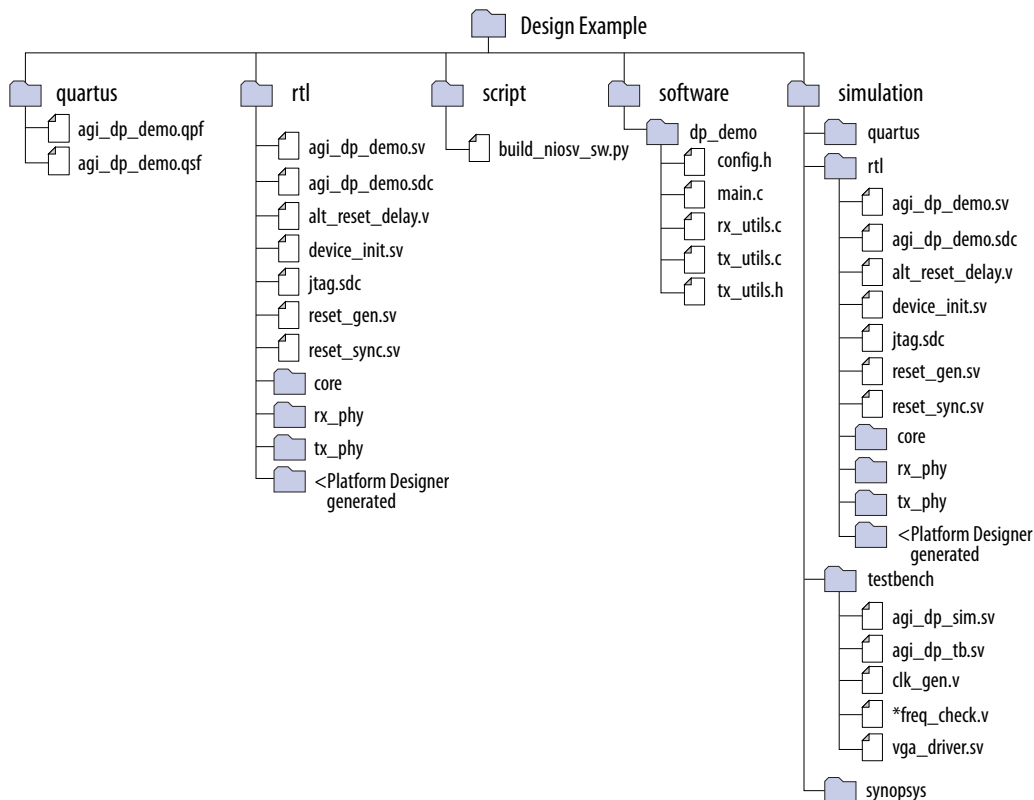 Design Example
quartus
agi_dp_demo.qpf
agi_dp_demo.qsf
rtl
agi_dp_demo.sv
agi_dp_demo.sdc
alt_reset_delay.v
device_init.sv
jtag.sdc
reset_gen.sv
reset_sync.sv
core
rx_phy
tx_phy
<Platform Designer
generated
script
build_niosv_sw.py
software
dp_demo
config.h
main.c
rx_utils.c
tx_utils.c
tx_utils.h
simulation
quartus
rtl
agi_dp_demo.sv
agi_dp_demo.sdc
alt_reset_delay.v
device_init.sv
jtag.sdc
reset_gen.sv
reset_sync.sv
core
rx_phy
tx_phy
<Platform Designer
generated
testbench
agi_dp_sim.sv
agi_dp_tb.sv
clk_gen.v
*freq_check.v
vga_driver.sv
synopsys